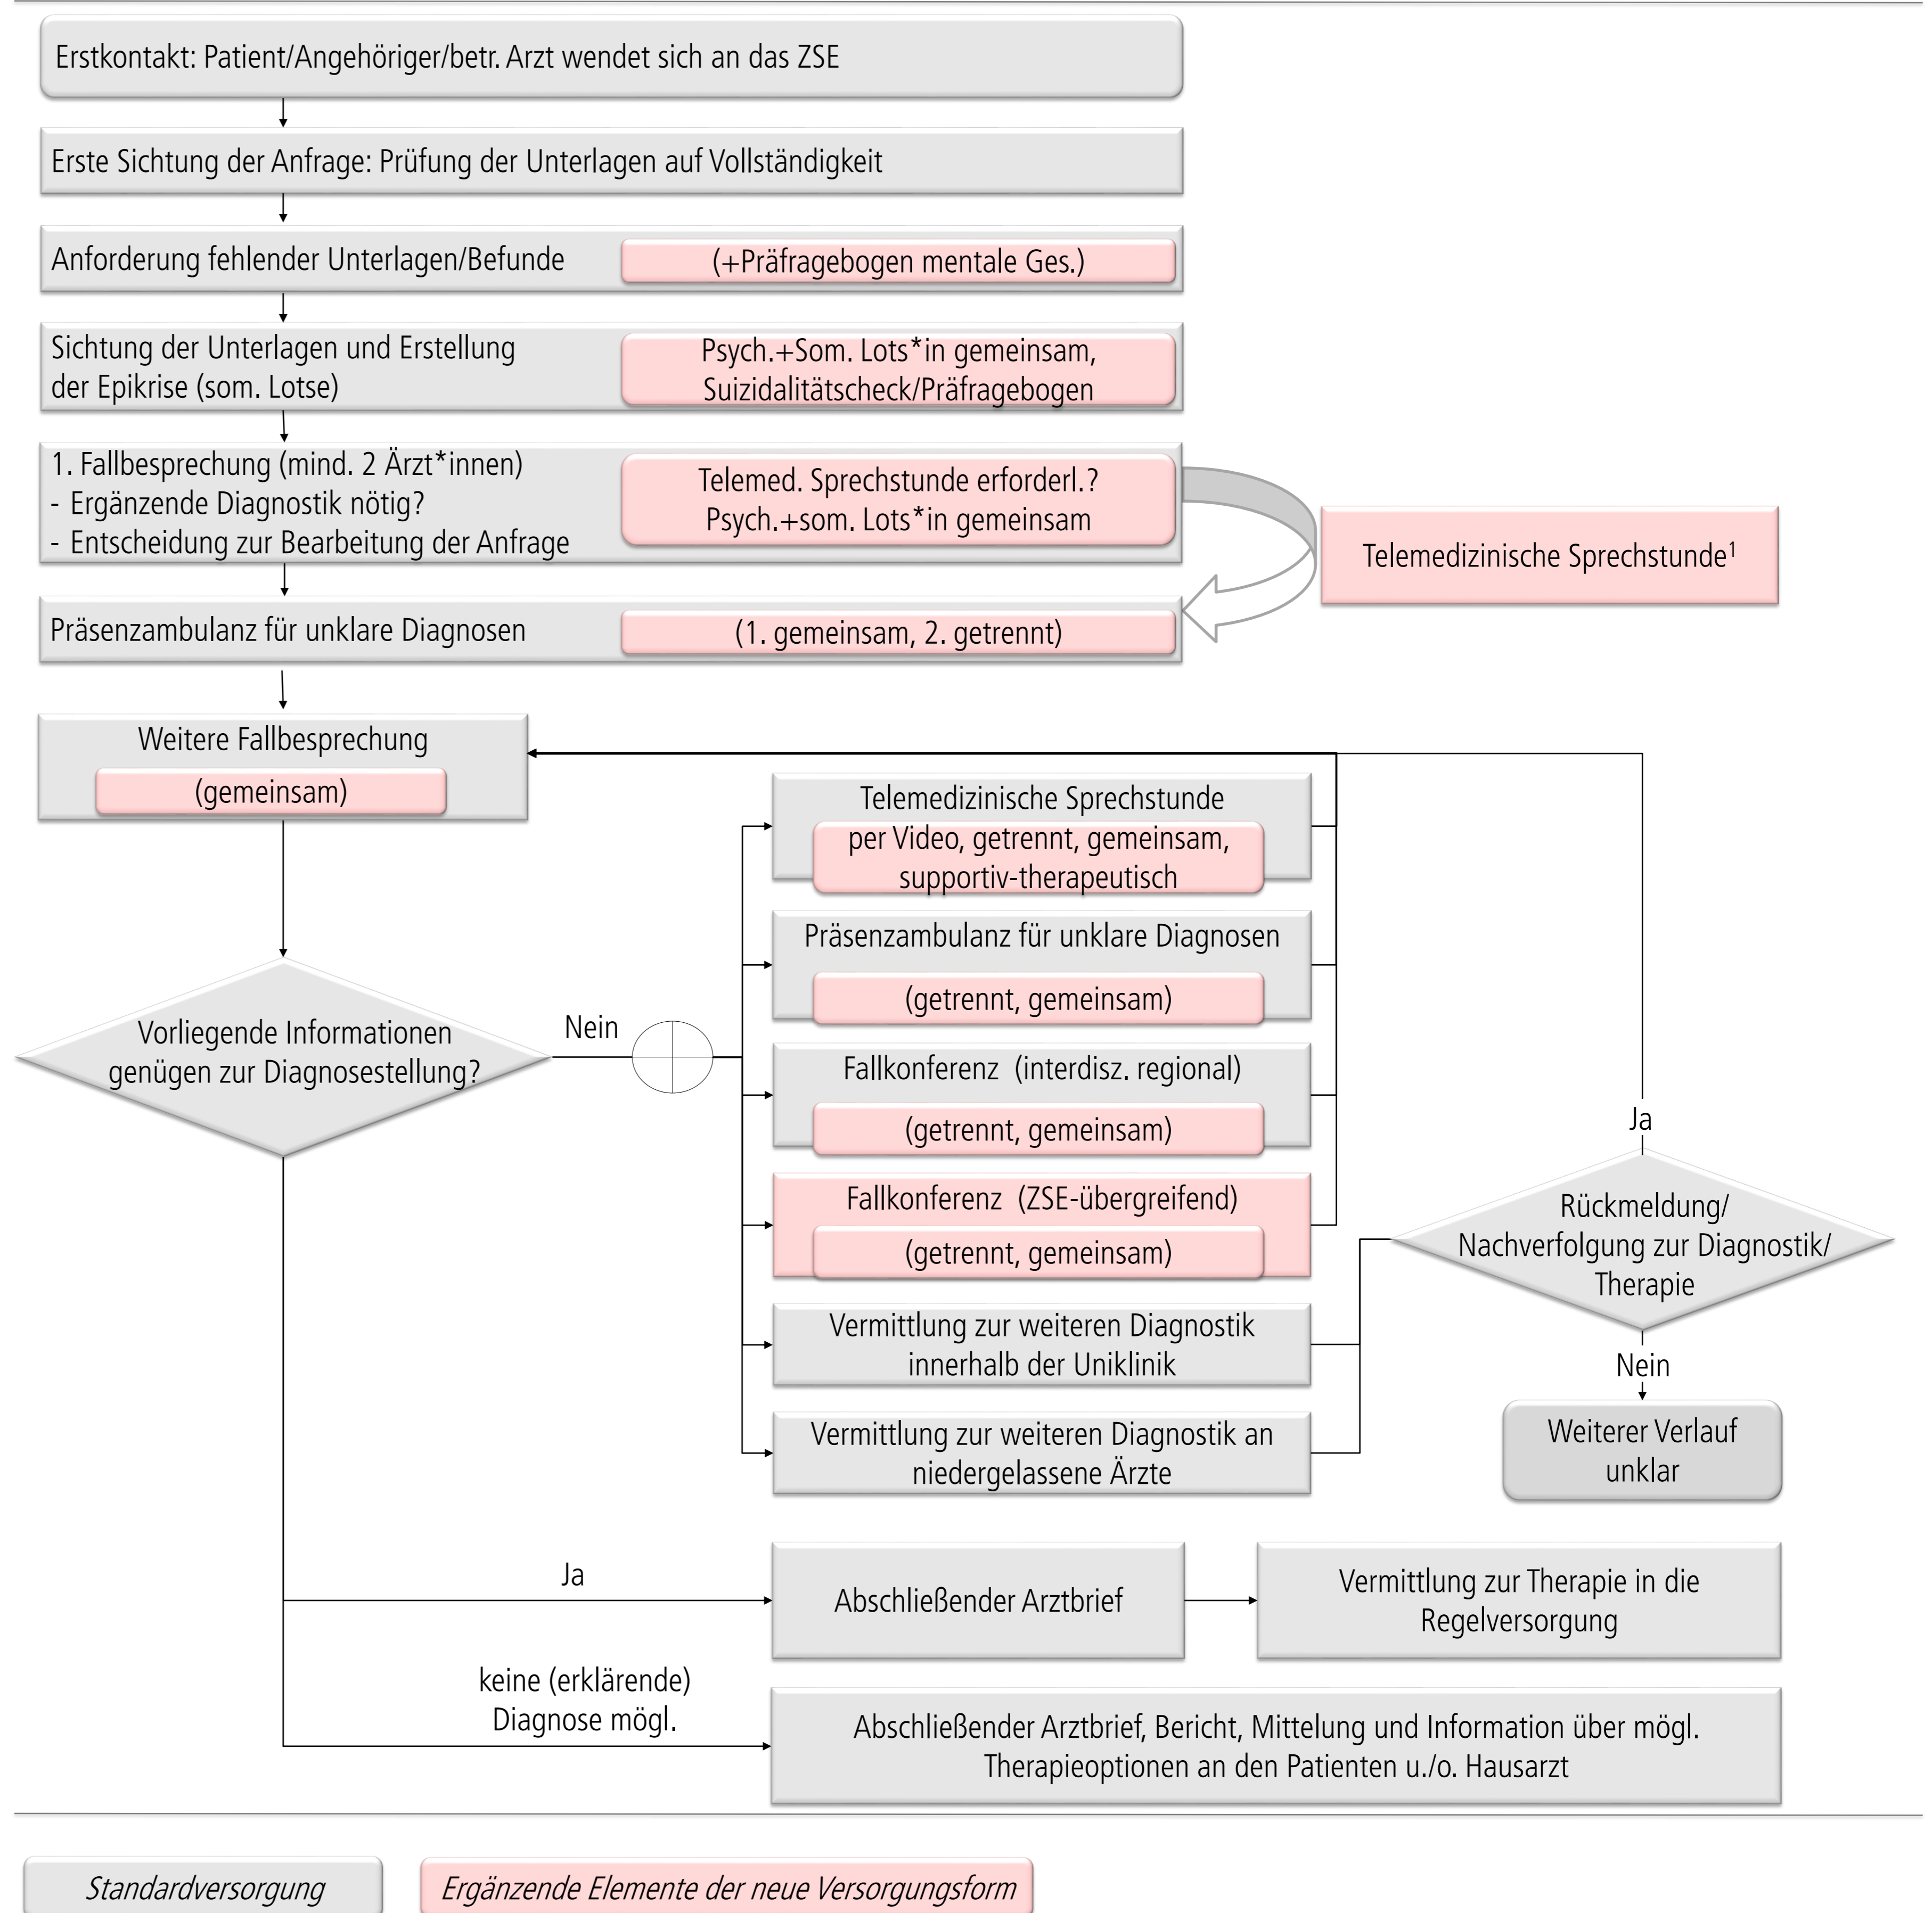 Erstkontakt: Patient/Angehöriger/betr. Arzt wendet sich an das ZSE
Erste Sichtung der Anfrage: Prüfung der Unterlagen auf Vollständigkeit
Anforderung fehlender Unterlagen/Befunde
(+Präfragebogen mentale Ges.)
Sichtung der Unterlagen und Erstellung
der Epikrise (som. Lotse)
Psych.+Som. Lots*in gemeinsam,
Suizidalitätscheck/Präfragebogen
1. Fallbesprechung (mind. 2 Ärzt*innen)
- Ergänzende Diagnostik nötig?
- Entscheidung zur Bearbeitung der Anfrage
Telemed. Sprechstunde erforderl.?
Psych.+som. Lots*in gemeinsam
Telemedizinische Sprechstunde¹
Präsenzambulanz für unklare Diagnosen
(1. gemeinsam, 2. getrennt)
Weitere Fallbesprechung
(gemeinsam)
Telemedizinische Sprechstunde
per Video, getrennt, gemeinsam,
supportiv-therapeutisch
Präsenzambulanz für unklare Diagnosen
(getrennt, gemeinsam)
Vorliegende Informationen
genügen zur Diagnosestellung?
Nein
Fallkonferenz (interdisz. regional)
(getrennt, gemeinsam)
Fallkonferenz (ZSE-übergreifend)
(getrennt, gemeinsam)
Vermittlung zur weiteren Diagnostik
innerhalb der Uniklinik
Vermittlung zur weiteren Diagnostik an
niedergelassene Ärzte
Ja
Rückmeldung/
Nachverfolgung zur Diagnostik/
Therapie
Nein
Weiterer Verlauf
unklar
Ja
Abschließender Arztbrief
Vermittlung zur Therapie in die
Regelversorgung
keine (erklärende)
Diagnose mögl.
Abschließender Arztbrief, Bericht, Mittelung und Information über mögl.
Therapieoptionen an den Patienten u./o. Hausarzt
Standardversorgung
Ergänzende Elemente der neue Versorgungsform